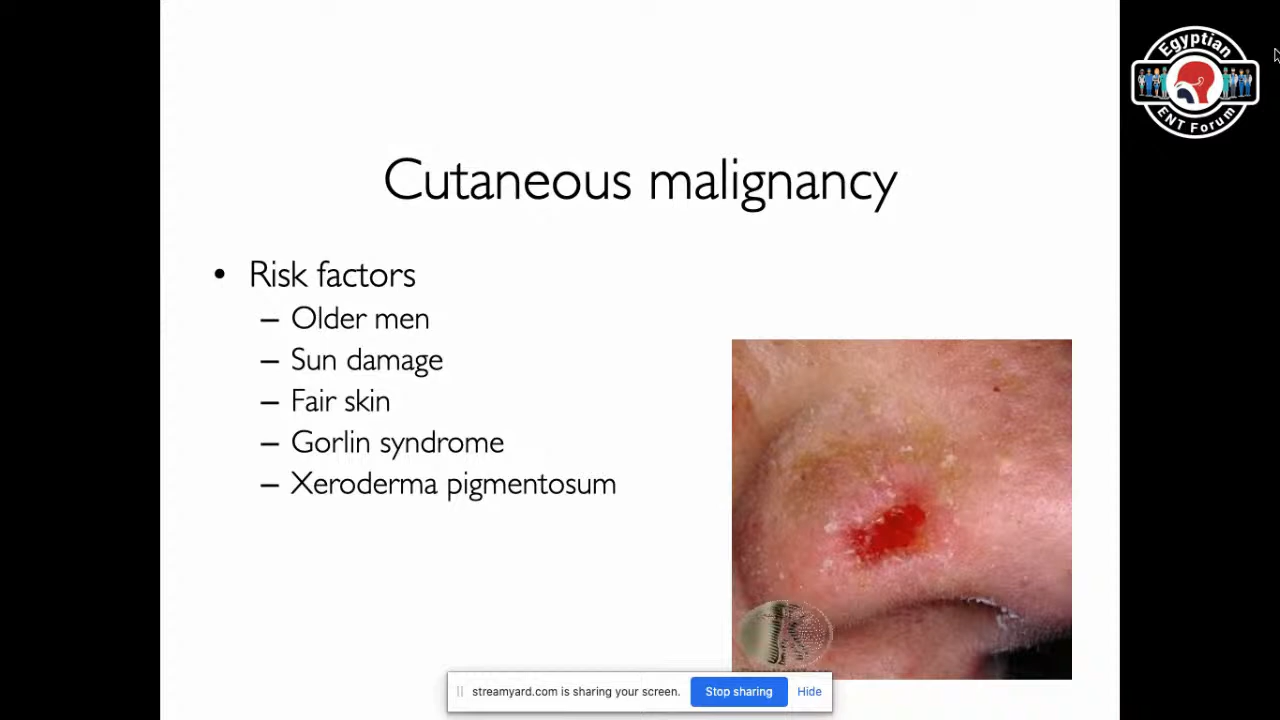 Egyptian
ENT Forum
Cutaneous malignancy
• Risk factors
– Older men
– Sun damage
– Fair skin
– Gorlin syndrome
– Xeroderma pigmentosum
streamyard.com is sharing your screen.
Stop sharing
Hide